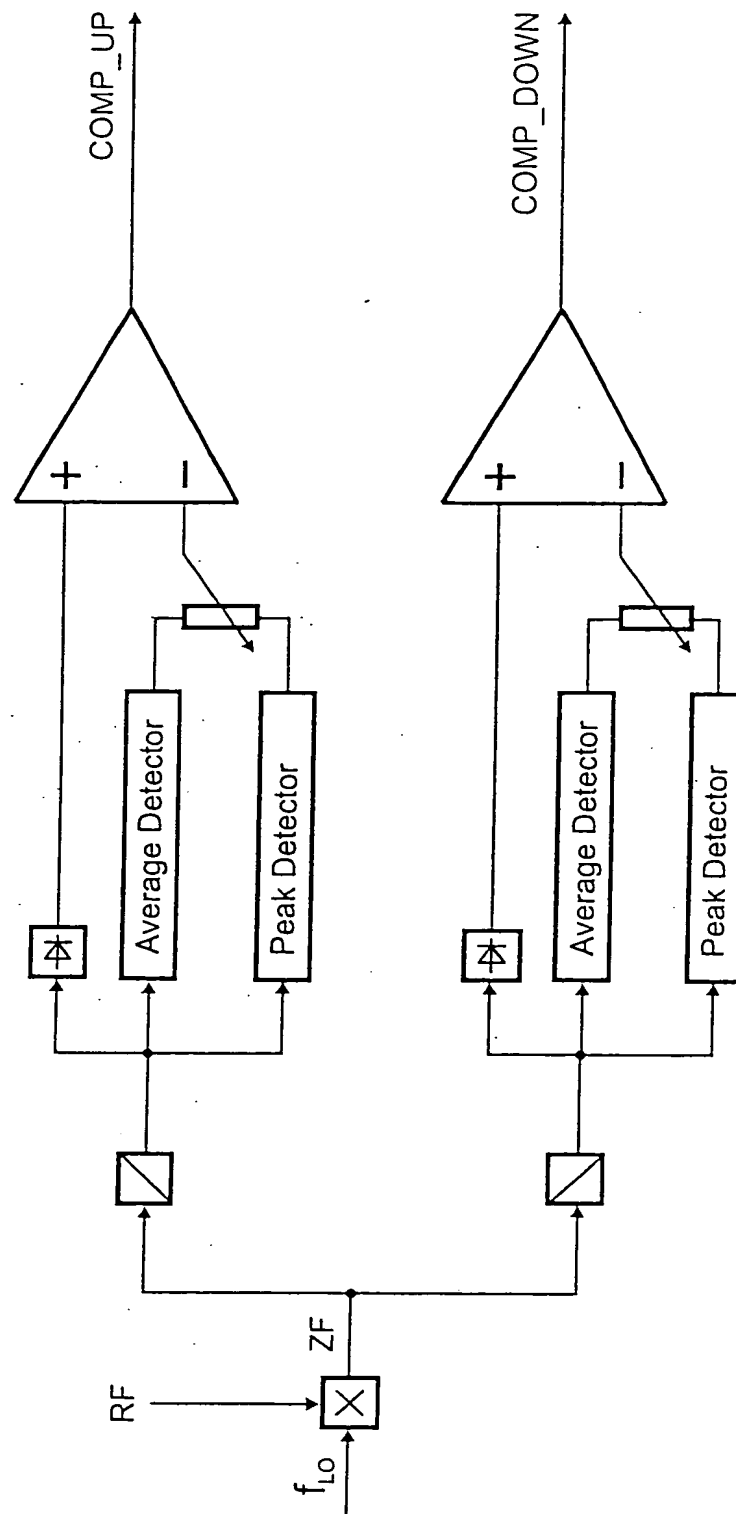 RF
f_LO
ZF
Average Detector
Peak Detector
+
−
COMP_UP
Average Detector
Peak Detector
+
−
COMP_DOWN